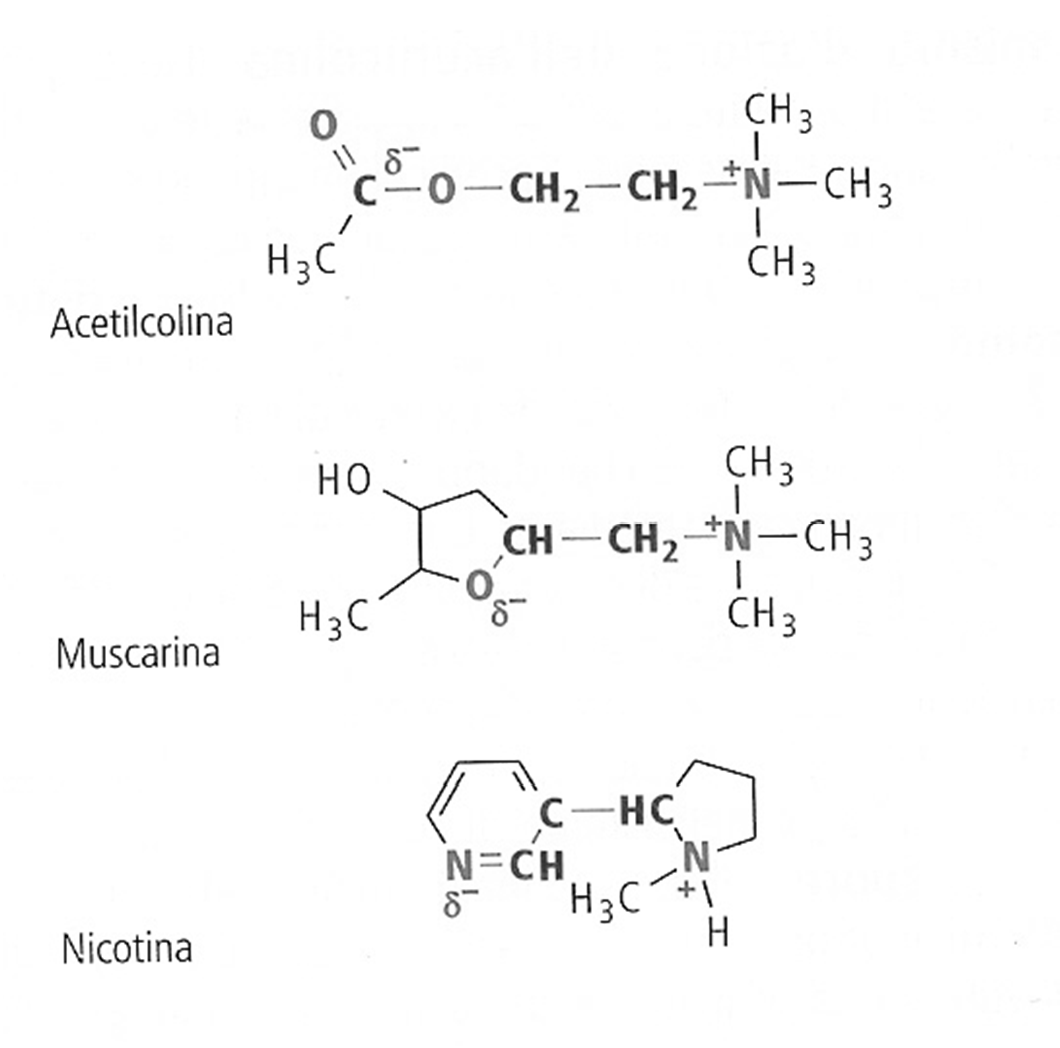 CH3
O
δ−
C—O—CH2—CH2—+N—CH3
H3C
CH3
Acetilcolina
CH3
HO
CH—CH2—+N—CH3
O
δ−
H3C
CH3
Muscarina
C—HC
N=CH
N
δ−
H3C
+
H
Nicotina